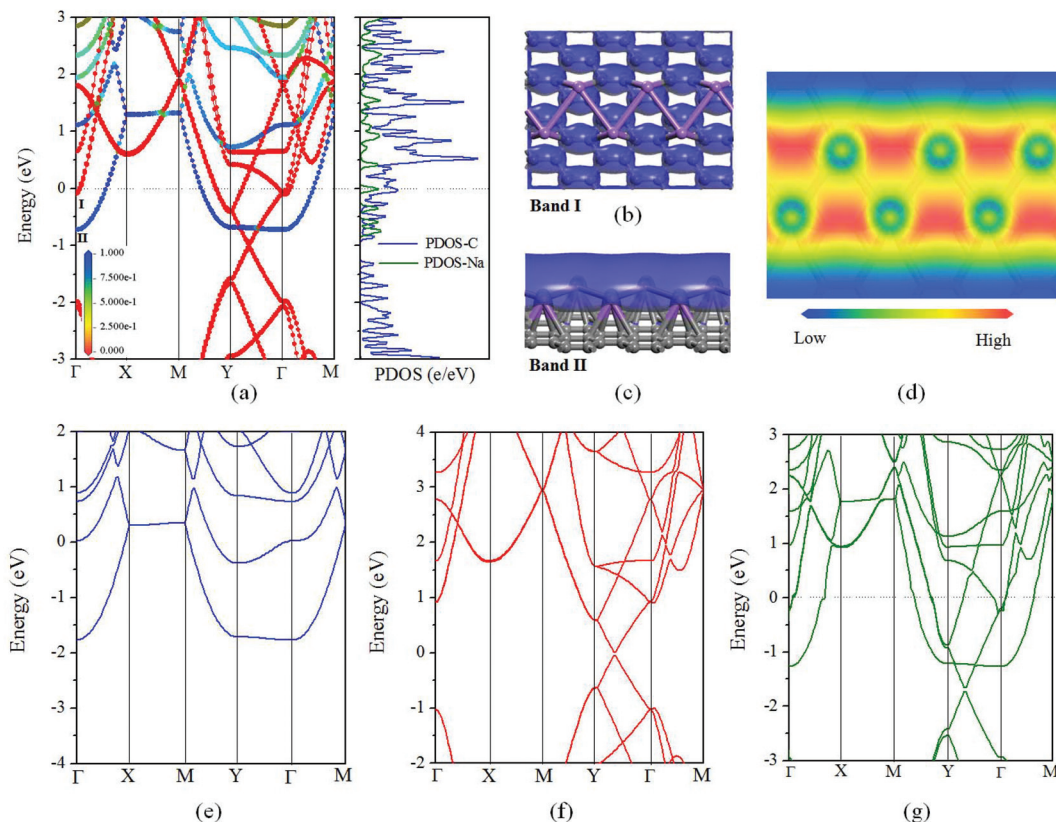 3
2
1
0
-1
-2
-3
Energy (eV)
I
II
1.000
7.500e-1
5.000e-1
2.500e-1
0.000
Γ X M Y Γ M
(a)
PDOS-C
PDOS-Na
PDOS (e/eV)
Band I
(b)
Band II
(c)
Low High
(d)
2
1
0
-1
-2
-3
-4
Energy (eV)
Γ X M Y Γ M
(e)
4
3
2
1
0
-1
-2
Energy (eV)
Γ X M Y Γ M
(f)
3
2
1
0
-1
-2
-3
Energy (eV)
Γ X M Y Γ M
(g)